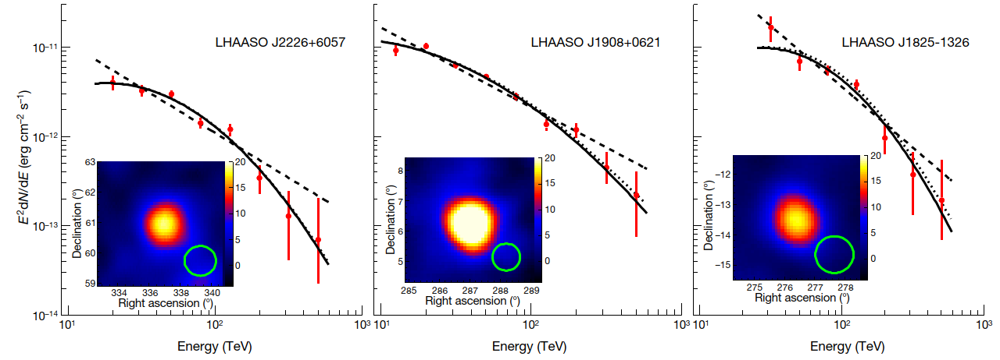 LHAASO J2226+6057
LHAASO J1908+0621
LHAASO J1825-1326
E² dN/dE (erg cm−2 s−1)
10−11
10−12
10−13
10−14
63
62
61
60
59
Declination (°)
334 336 338 340
Right ascension (°)
20
15
10
5
0
8
7
6
5
Declination (°)
285 286 287 288 289
Right ascension (°)
20
15
10
5
0
−12
−13
−14
−15
Declination (°)
275 276 277 278
Right ascension (°)
20
15
10
5
0
10¹ 10² 10³
10¹ 10² 10³
10¹ 10² 10³
Energy (TeV)
Energy (TeV)
Energy (TeV)